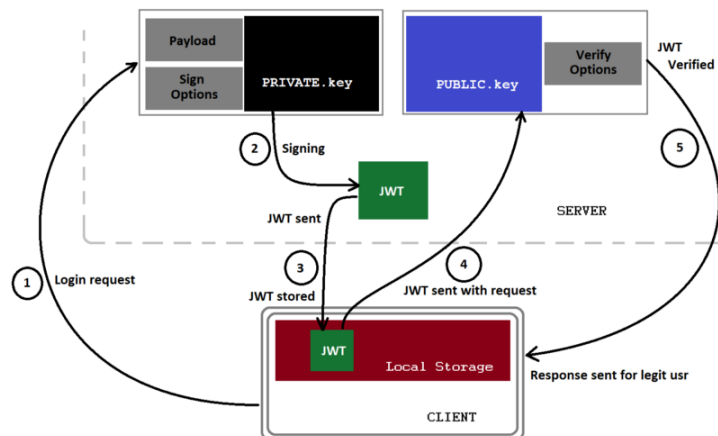 Payload
Sign
Options
PRIVATE.key
PUBLIC.key
Verify
Options
JWT
Verified
2
Signing
5
JWT
SERVER
JWT sent
1
Login request
3
4
JWT stored
JWT sent with request
JWT
Local Storage
Response sent for legit usr
CLIENT